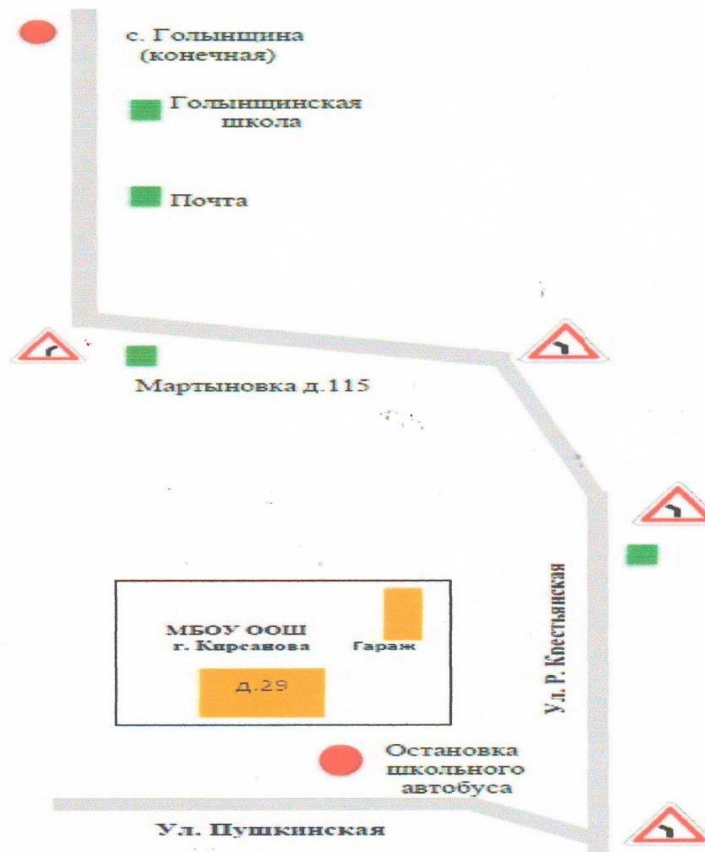 с. Голынщина
(конечная)
Голынщинская
школа
Почта
Мартыновка д.115
Ул. Р. Крестьянская
МБОУ ООШ
г. Кирсанова
Гараж
д.29
Остановка
школьного
автобуса
Ул. Пушкинская